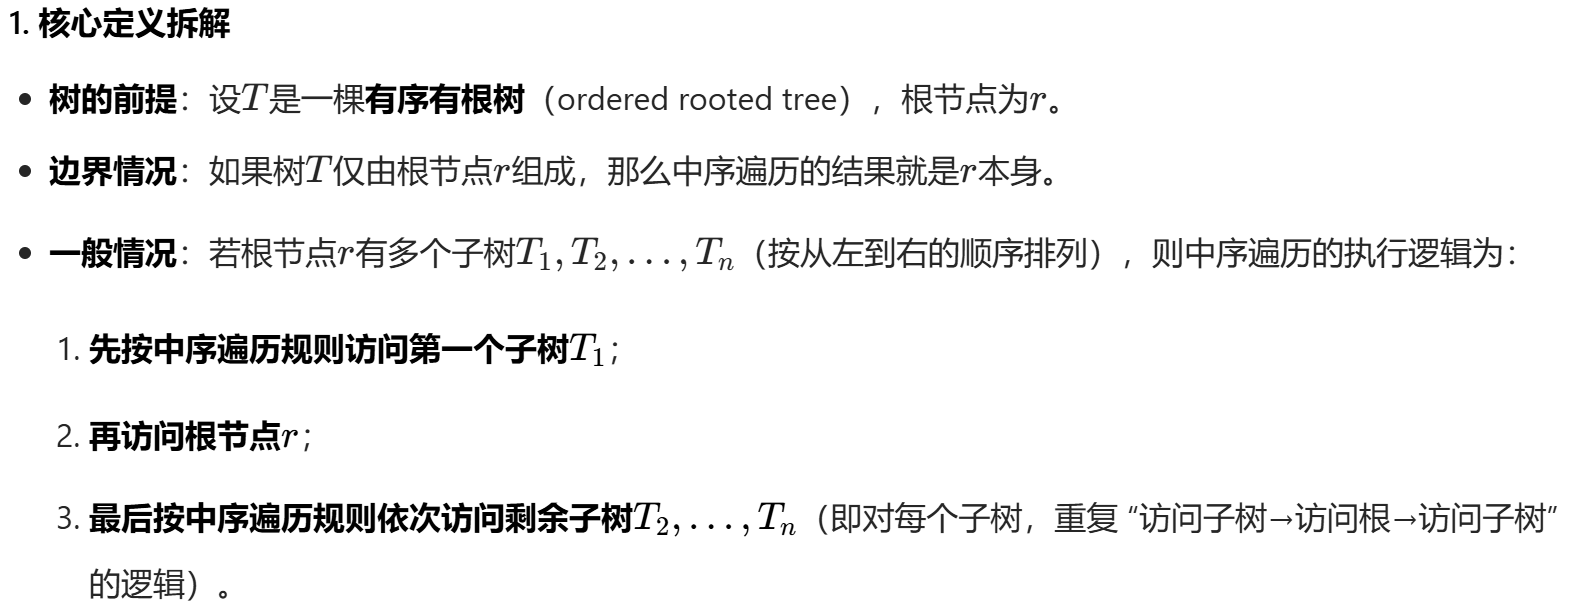 1. 核心定义拆解
• 树的前提：设T是一棵有序有根树（ordered rooted tree），根节点为r。
• 边界情况：如果树T仅由根节点r组成，那么中序遍历的结果就是r本身。
• 一般情况：若根节点r有多个子树T₁, T₂, …, Tₙ（按从左到右的顺序排列），则中序遍历的执行逻辑为：
1. 先按中序遍历规则访问第一个子树T₁；
2. 再访问根节点r；
3. 最后按中序遍历规则依次访问剩余子树T₂, …, Tₙ（即对每个子树，重复 “访问子树→访问根→访问子树”
的逻辑）。